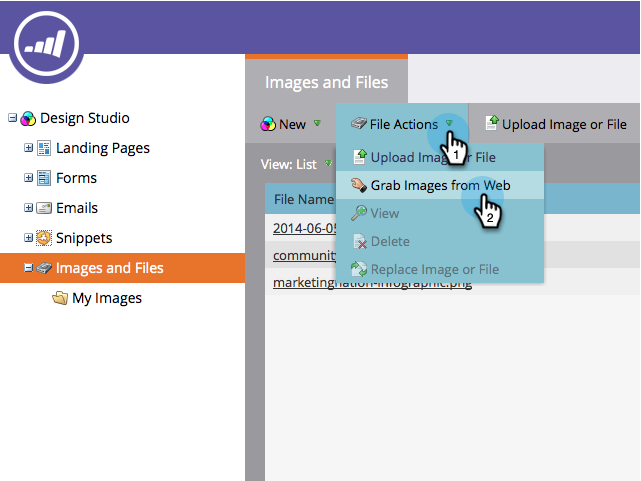 Images and Files
Design Studio
Landing Pages
Forms
Emails
Snippets
Images and Files
My Images
New
File Actions
Upload Image or File
1
View: List
Upload Image or File
Grab Images from Web
2
View
Delete
Replace Image or File
File Name
2014-06-05
community
marketingnation-infographic.png